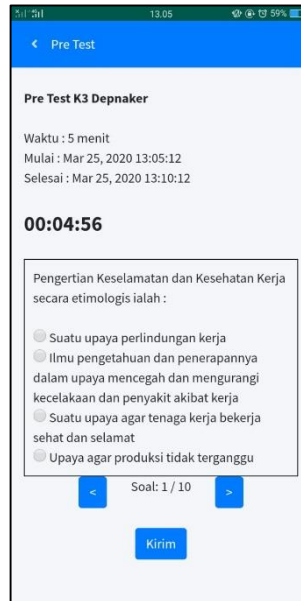 13.05
59%
< Pre Test
Pre Test K3 Depnaker
Waktu : 5 menit
Mulai : Mar 25, 2020 13:05:12
Selesai : Mar 25, 2020 13:10:12
00:04:56
Pengertian Keselamatan dan Kesehatan Kerja
secara etimologis ialah :
Suatu upaya perlindungan kerja
Ilmu pengetahuan dan penerapannya
dalam upaya mencegah dan mengurangi
kecelakaan dan penyakit akibat kerja
Suatu upaya agar tenaga kerja bekerja
sehat dan selamat
Upaya agar produksi tidak terganggu
< Soal: 1 / 10 >
Kirim